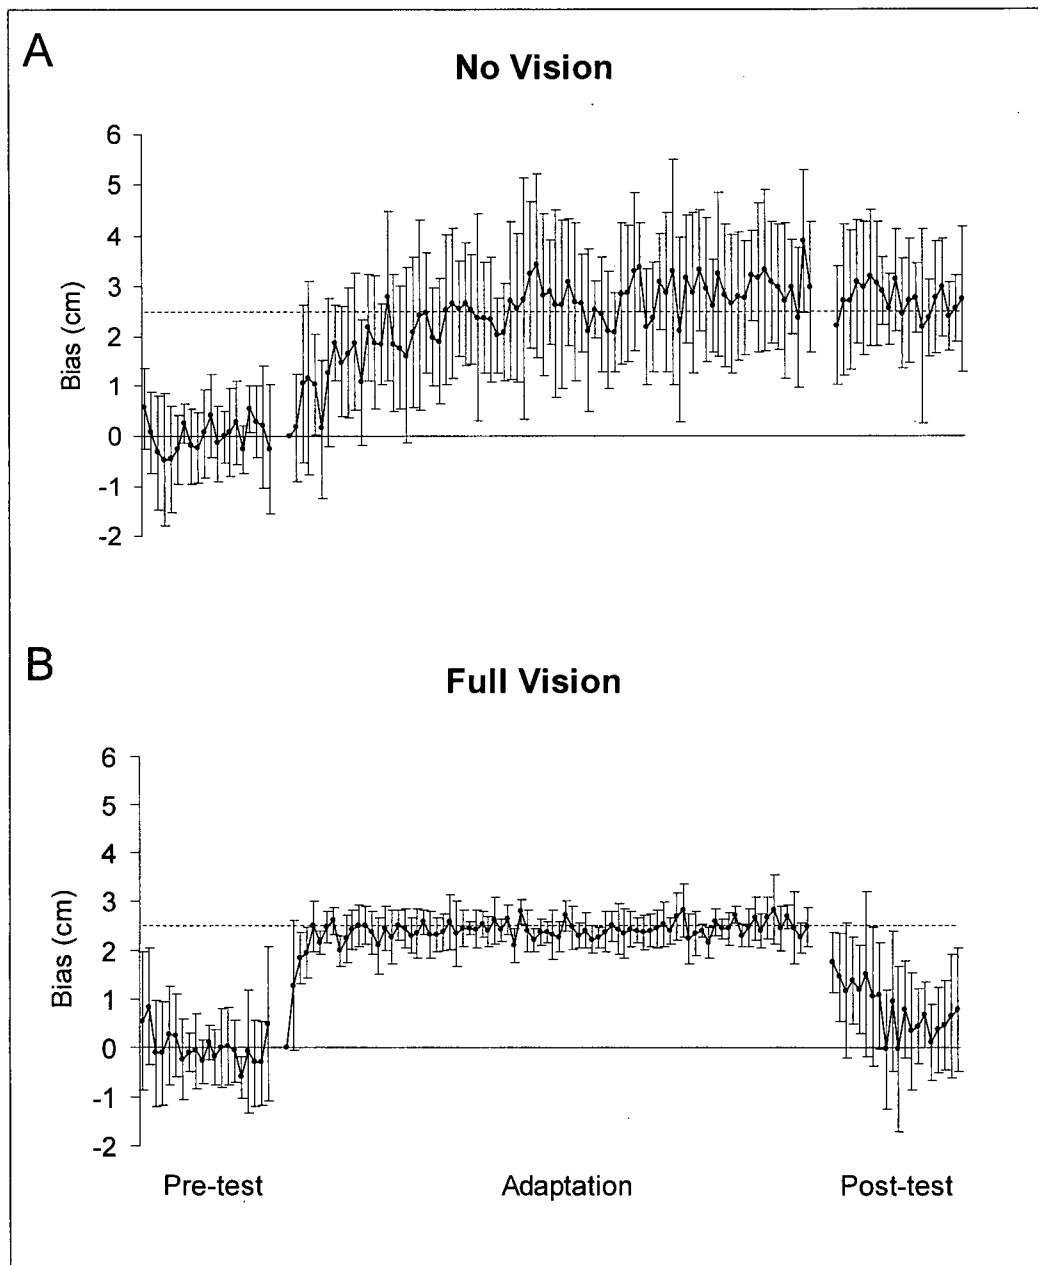 A
No Vision
6
5
4
3
2
1
0
-1
-2
Bias (cm)
B
Full Vision
6
5
4
3
2
1
0
-1
-2
Bias (cm)
Pre-test Adaptation Post-test